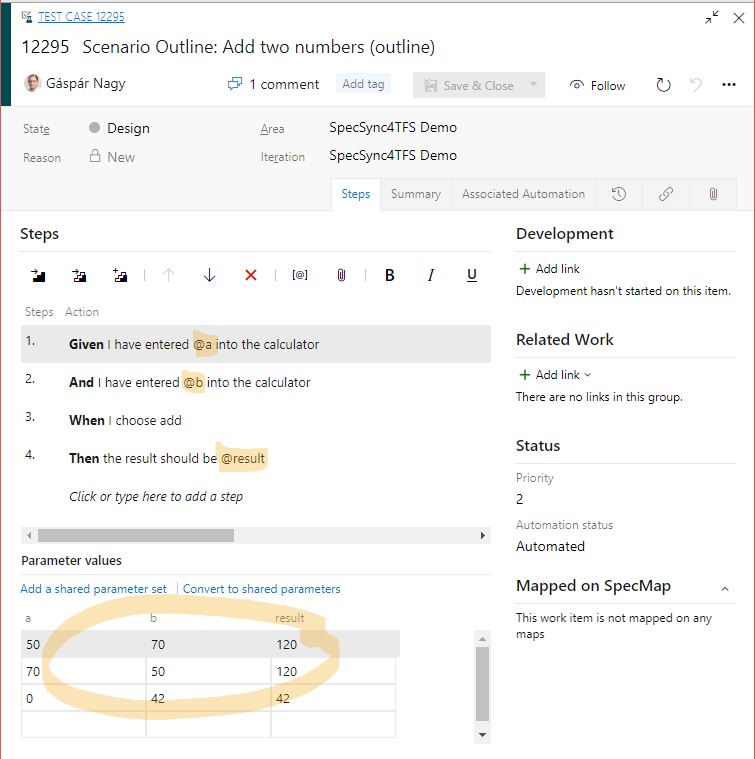 TEST CASE 12295
12295 Scenario Outline: Add two numbers (outline)
Gáspár Nagy 1 comment Add tag Save & Close Follow
State Design Area SpecSync4TFS Demo
Reason New Iteration SpecSync4TFS Demo
Steps Summary Associated Automation
Steps
[@] B I U
Steps Action
1. Given I have entered @a into the calculator
2. And I have entered @b into the calculator
3. When I choose add
4. Then the result should be @result
Click or type here to add a step
Parameter values
Add a shared parameter set Convert to shared parameters
a b result
50 70 120
70 50 120
0 42 42
Development
Add link
Development hasn't started on this item.
Related Work
Add link
There are no links in this group.
Status
Priority
2
Automation status
Automated
Mapped on SpecMap
This work item is not mapped on any
maps